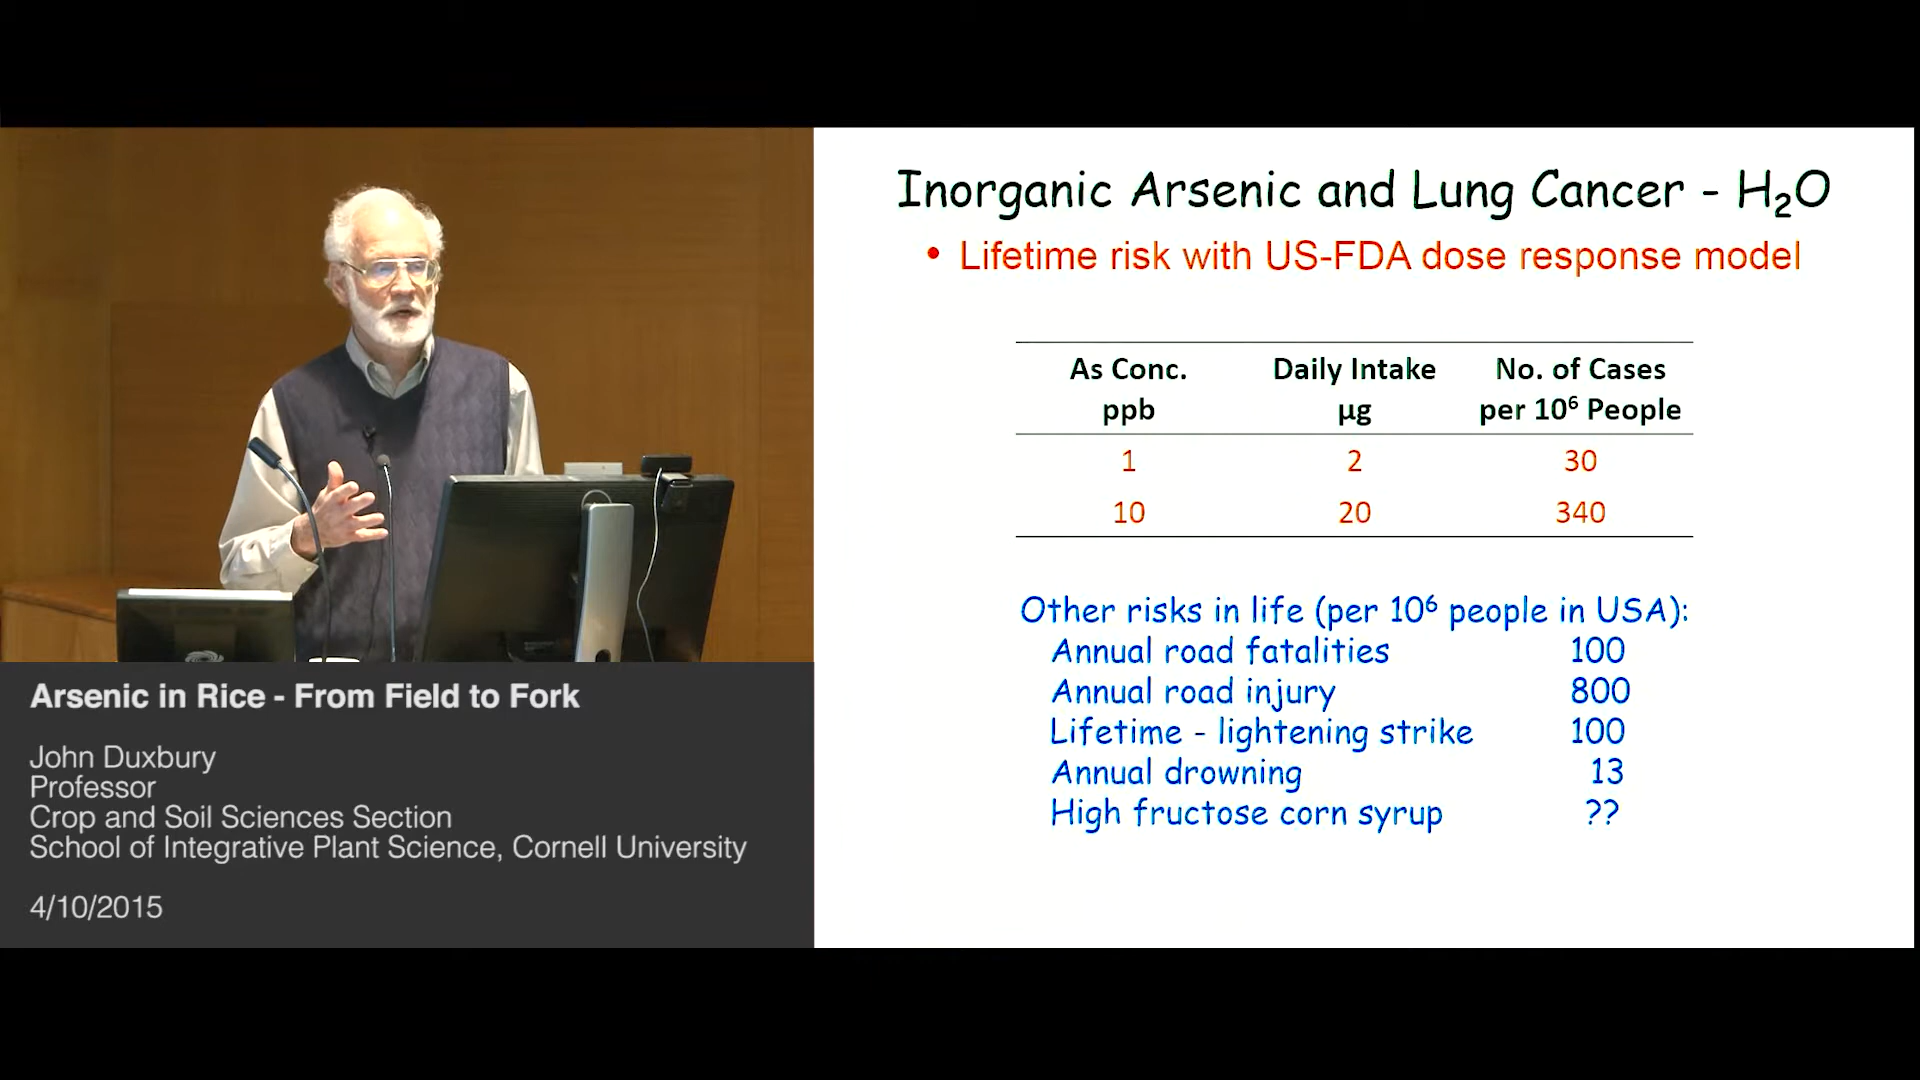 Inorganic Arsenic and Lung Cancer - H₂O
• Lifetime risk with US-FDA dose response model
As Conc. ppb Daily Intake µg No. of Cases per 10⁶ People
1 2 30
10 20 340
Other risks in life (per 10⁶ people in USA):
Annual road fatalities 100
Annual road injury 800
Lifetime - lightening strike 100
Annual drowning 13
High fructose corn syrup ??
Arsenic in Rice - From Field to Fork
John Duxbury
Professor
Crop and Soil Sciences Section
School of Integrative Plant Science, Cornell University
4/10/2015